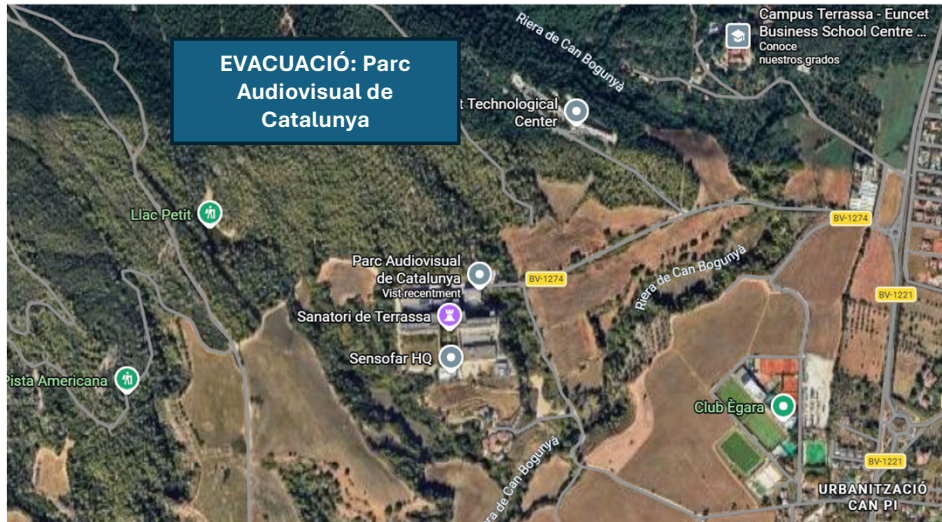 EVACUACIÓ: Parc
Audiovisual de
Catalunya
Riera de Can Bogunyà
Campus Terrassa - Euncet
Business School Centre ...
Conoce
nuestros grados
t Technological
Center
Llac Petit
BV-1274
Parc Audiovisual
de Catalunya
Vist recentment
BV-1274
Riera de Can Bogunyà
BV-1221
Sanatori de Terrassa
Sensofar HQ
Pista Americana
Club Ègara
iera de Can Bogunyà
BV-1221
URBANITZACIÓ
CAN PI